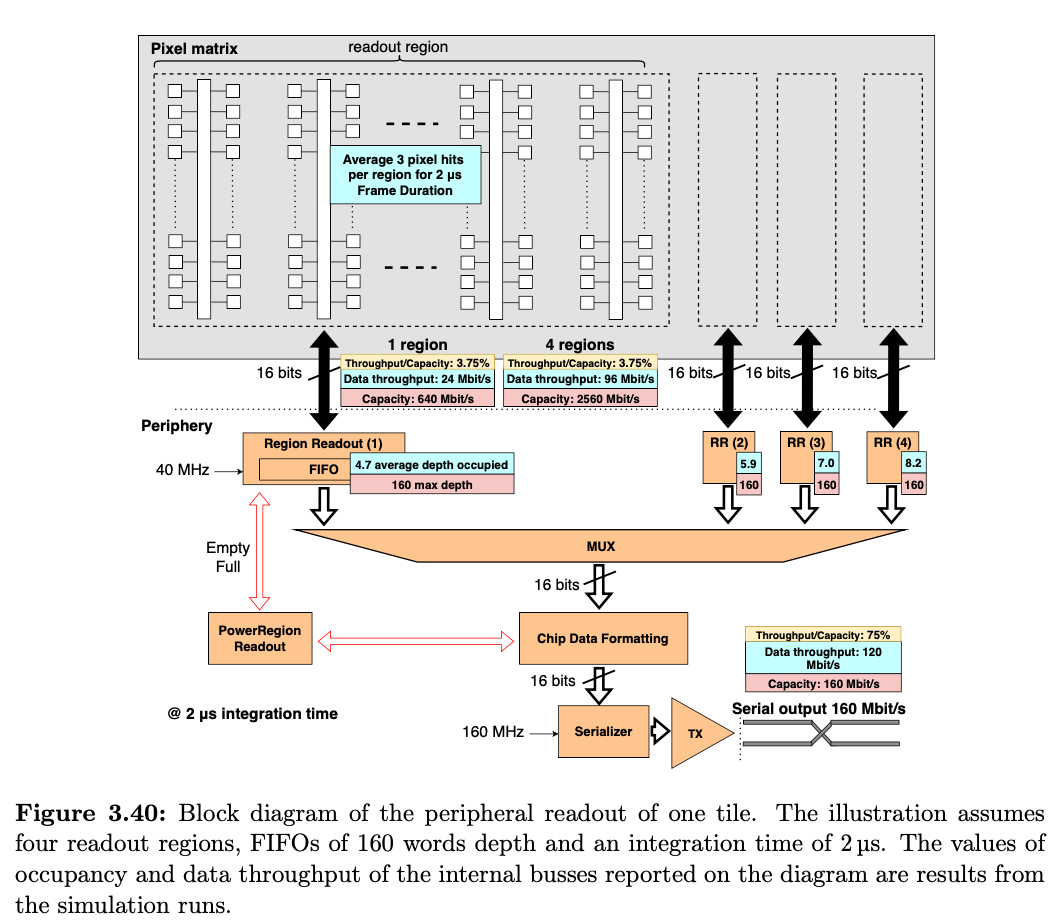 Pixel matrix
readout region
Average 3 pixel hits
per region for 2 µs
Frame Duration
1 region
4 regions
16 bits
Throughput/Capacity: 3.75%
Data throughput: 24 Mbit/s
Capacity: 640 Mbit/s
Throughput/Capacity: 3.75%
Data throughput: 96 Mbit/s
Capacity: 2560 Mbit/s
16 bits
16 bits
16 bits
Periphery
Region Readout (1)
40 MHz
FIFO
4.7 average depth occupied
160 max depth
RR (2)
5.9
160
RR (3)
7.0
160
RR (4)
8.2
160
MUX
Empty
Full
16 bits
PowerRegion
Readout
Chip Data Formatting
16 bits
Throughput/Capacity: 75%
Data throughput: 120
Mbit/s
Capacity: 160 Mbit/s
@ 2 µs integration time
Serial output 160 Mbit/s
160 MHz
Serializer
TX
Figure 3.40: Block diagram of the peripheral readout of one tile. The illustration assumes
four readout regions, FIFOs of 160 words depth and an integration time of 2 µs. The values of
occupancy and data throughput of the internal busses reported on the diagram are results from
the simulation runs.